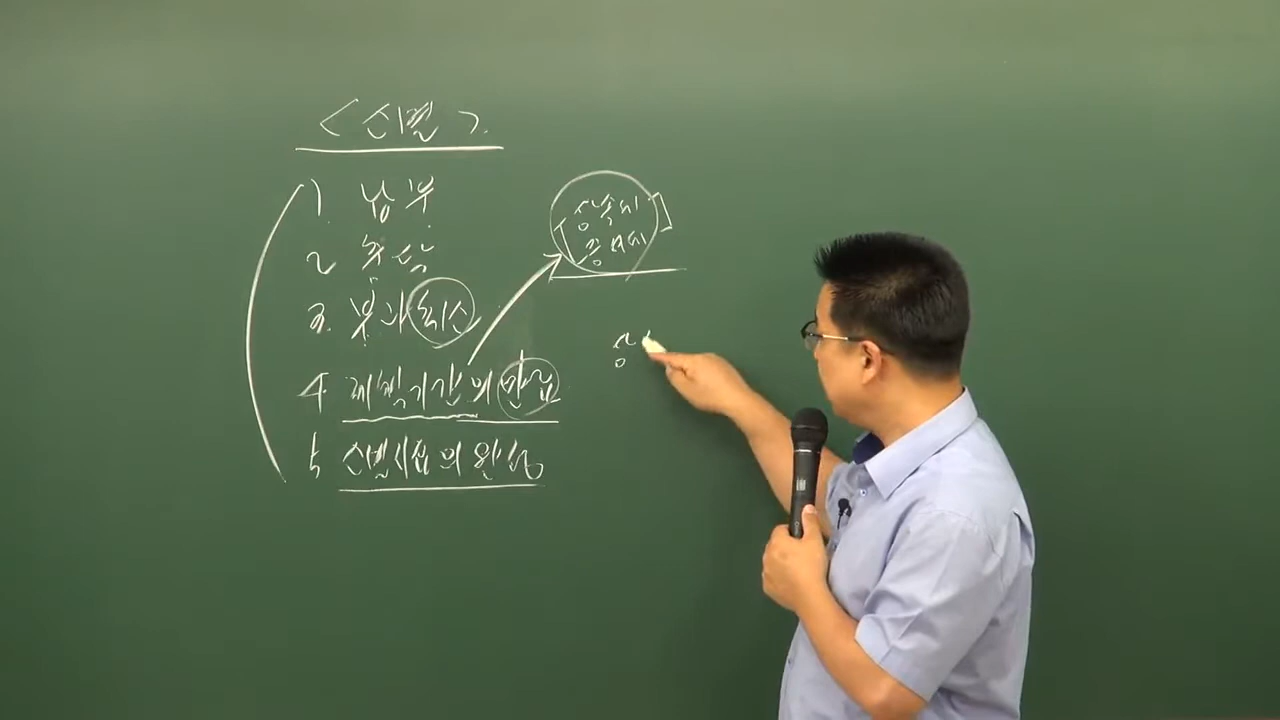 < 소멸 >.
1. 납부
2 충당
3. 부과취소
4 제척기간의 만료
5 소멸시효의 완성
[상속세]
[증여세
상